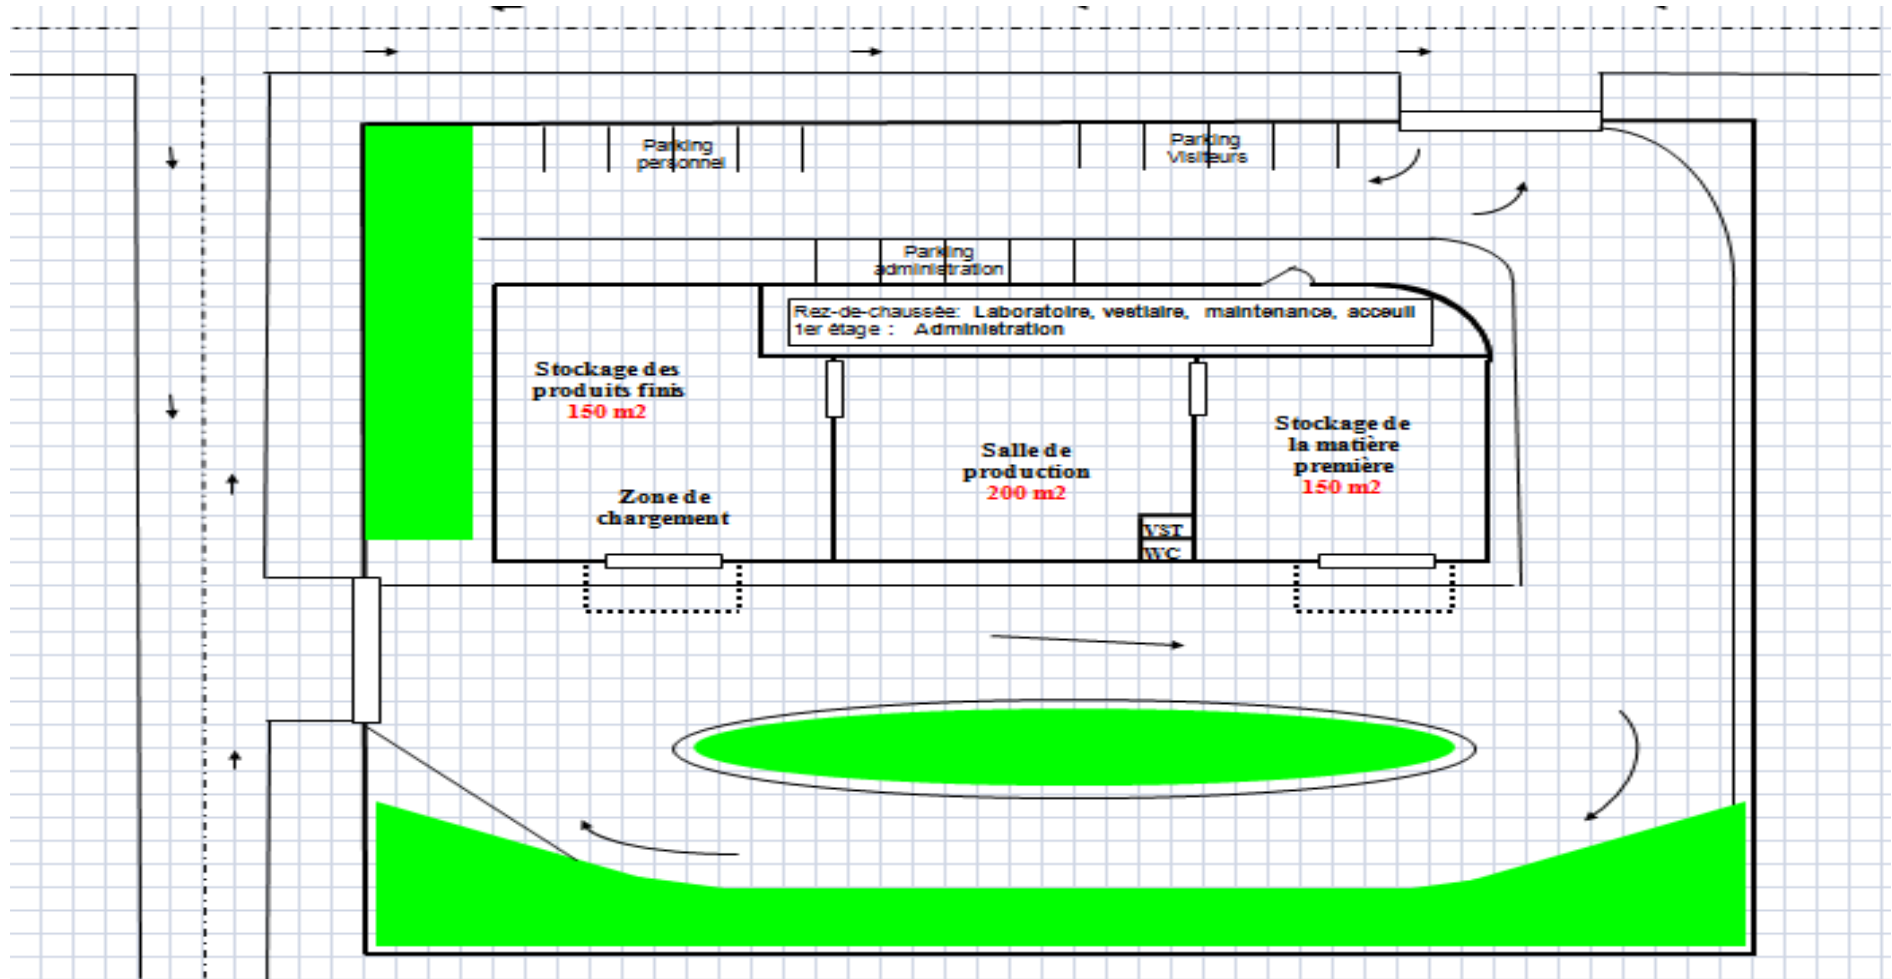 Parking
personnel
Parking
Visiteurs
Parking
administration
Rez-de-chaussée: Laboratoire, vestiaire, maintenance, acceuil
1er étage : Administration
Stockage des
produits finis
150 m2
Zone de
chargement
Salle de
production
200 m2
Stockage de
la matière
première
150 m2
VST
WC